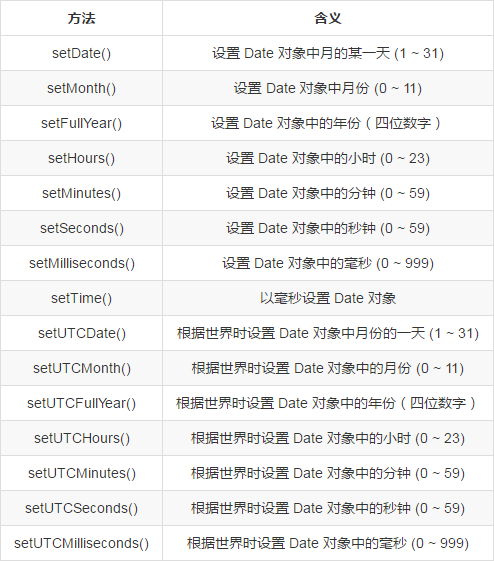 方法 含义
setDate() 设置 Date 对象中月的某一天 (1 ~ 31)
setMonth() 设置 Date 对象中月份 (0 ~ 11)
setFullYear() 设置 Date 对象中的年份（四位数字）
setHours() 设置 Date 对象中的小时 (0 ~ 23)
setMinutes() 设置 Date 对象中的分钟 (0 ~ 59)
setSeconds() 设置 Date 对象中的秒钟 (0 ~ 59)
setMilliseconds() 设置 Date 对象中的毫秒 (0 ~ 999)
setTime() 以毫秒设置 Date 对象
setUTCDate() 根据世界时设置 Date 对象中月份的一天 (1 ~ 31)
setUTCMonth() 根据世界时设置 Date 对象中的月份 (0 ~ 11)
setUTCFullYear() 根据世界时设置 Date 对象中的年份（四位数字）
setUTCHours() 根据世界时设置 Date 对象中的小时 (0 ~ 23)
setUTCMinutes() 根据世界时设置 Date 对象中的分钟 (0 ~ 59)
setUTCSeconds() 根据世界时设置 Date 对象中的秒钟 (0 ~ 59)
setUTCMilliseconds() 根据世界时设置 Date 对象中的毫秒 (0 ~ 999)